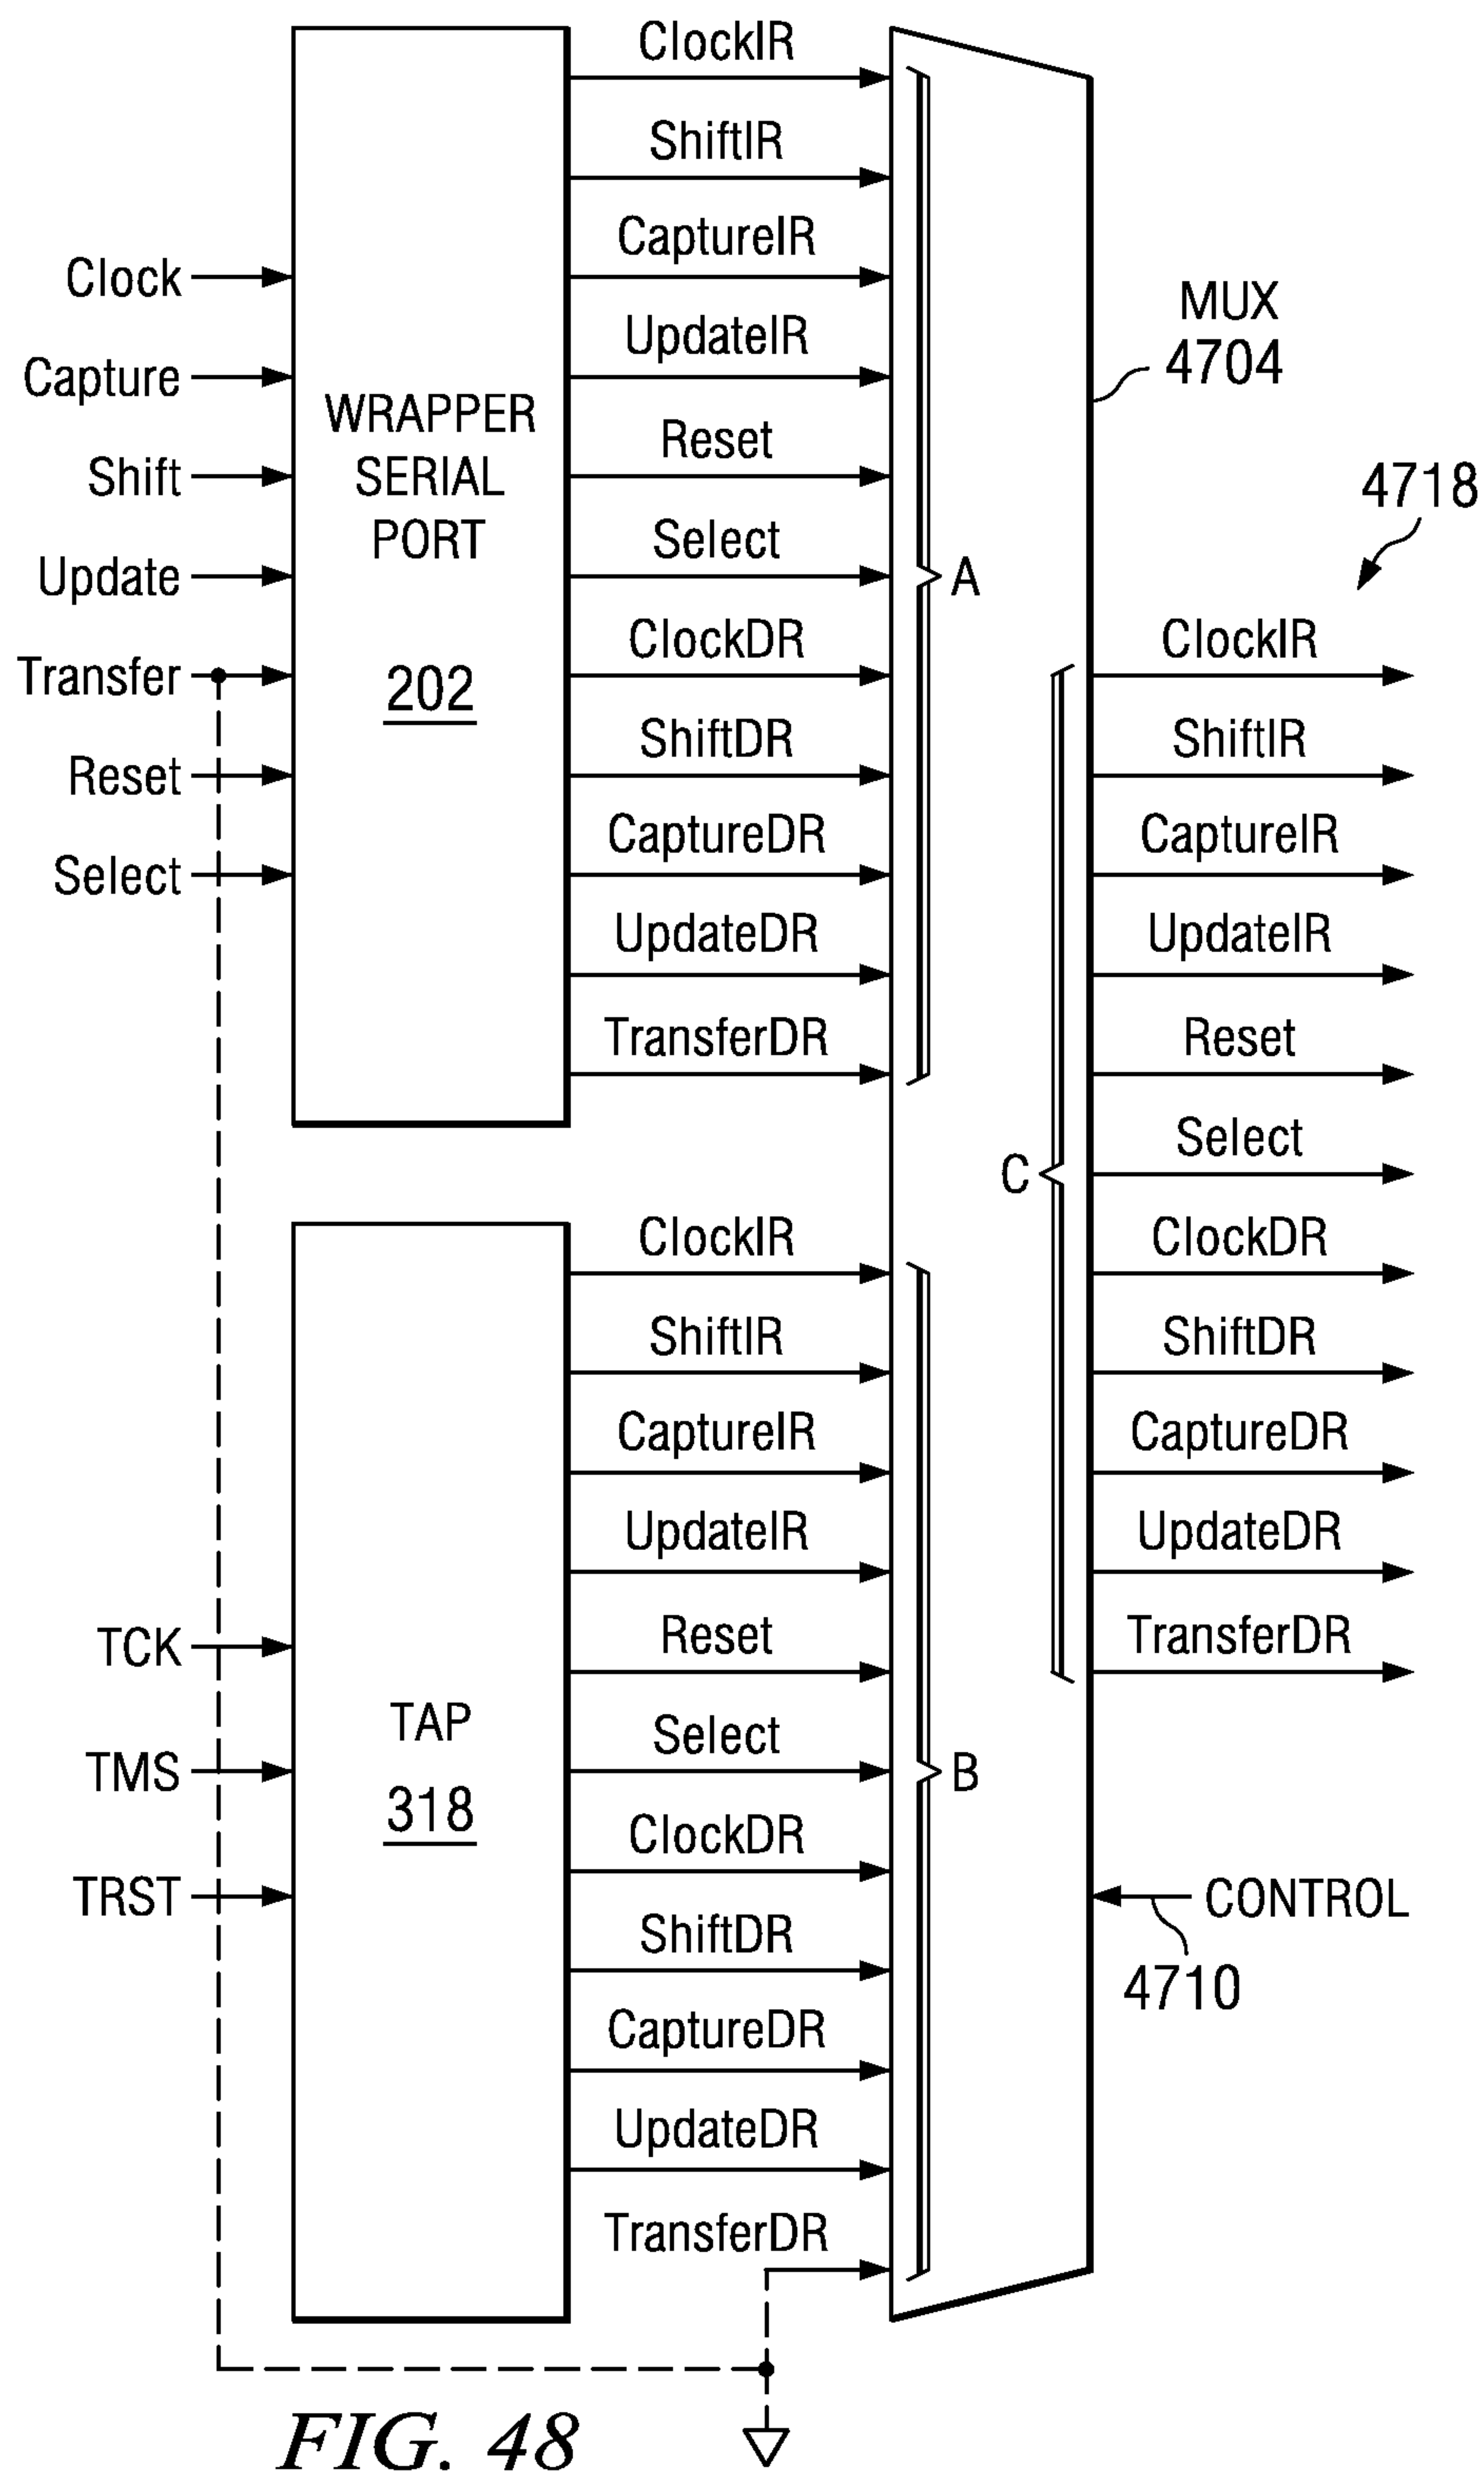 Clock
Capture
Shift
Update
Transfer
Reset
Select
WRAPPER
SERIAL
PORT
202
ClockIR
ShiftIR
CaptureIR
UpdateIR
Reset
Select
ClockDR
ShiftDR
CaptureDR
UpdateDR
TransferDR
A
TCK
TMS
TRST
TAP
318
ClockIR
ShiftIR
CaptureIR
UpdateIR
Reset
Select
ClockDR
ShiftDR
CaptureDR
UpdateDR
TransferDR
B
MUX
4704
4718
C
ClockIR
ShiftIR
CaptureIR
UpdateIR
Reset
Select
ClockDR
ShiftDR
CaptureDR
UpdateDR
TransferDR
CONTROL
4710
FIG. 48